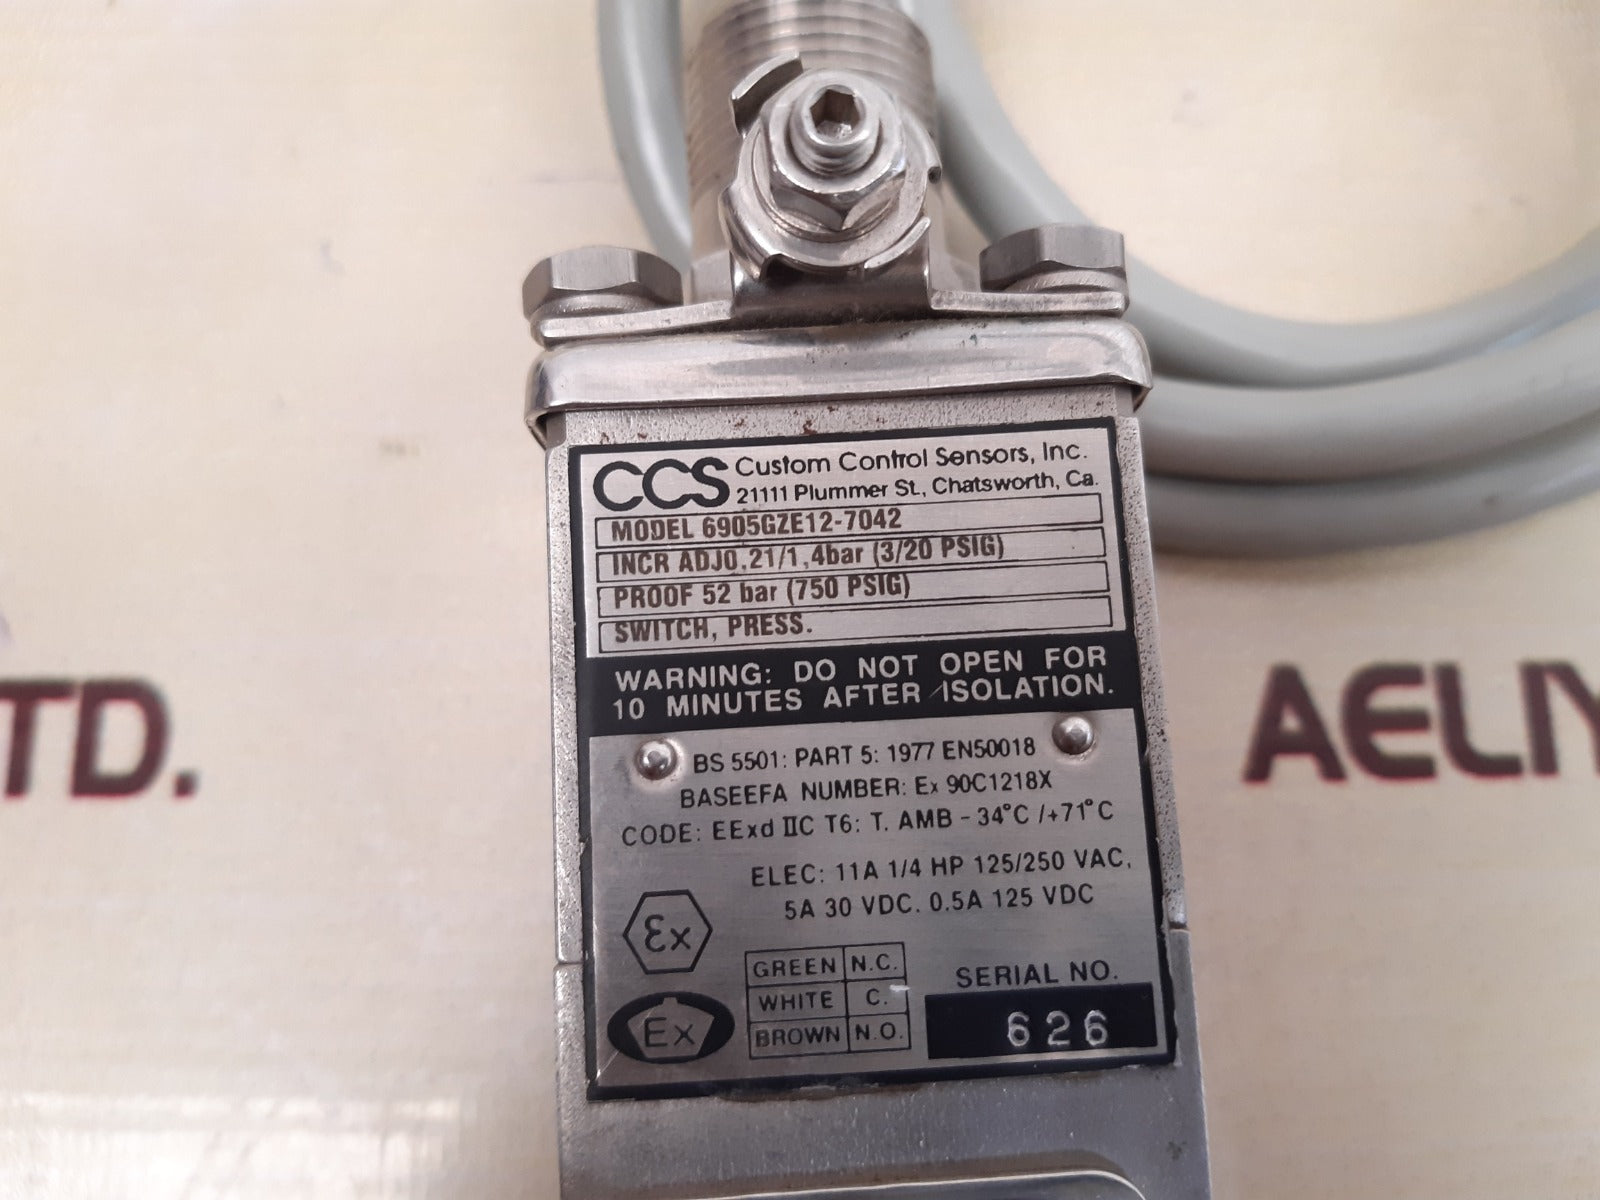 CCS Custom Control Sensors, Inc.
21111 Plummer St., Chatsworth, Ca.
MODEL 6905GZE12-7042
INCR ADJ0,21/1,4bar (3/20 PSIG)
PROOF 52 bar (750 PSIG)
SWITCH, PRESS.
WARNING: DO NOT OPEN FOR
10 MINUTES AFTER ISOLATION.
BS 5501: PART 5: 1977 EN50018
BASEEFA NUMBER: Ex 90C1218X
CODE: EExd IIC T6: T. AMB - 34°C /+71°C
ELEC: 11A 1/4 HP 125/250 VAC,
5A 30 VDC. 0.5A 125 VDC
Ex
Ex
GREEN N.C.
WHITE C.
BROWN N.O.
SERIAL NO.
626
TD.
AELIY